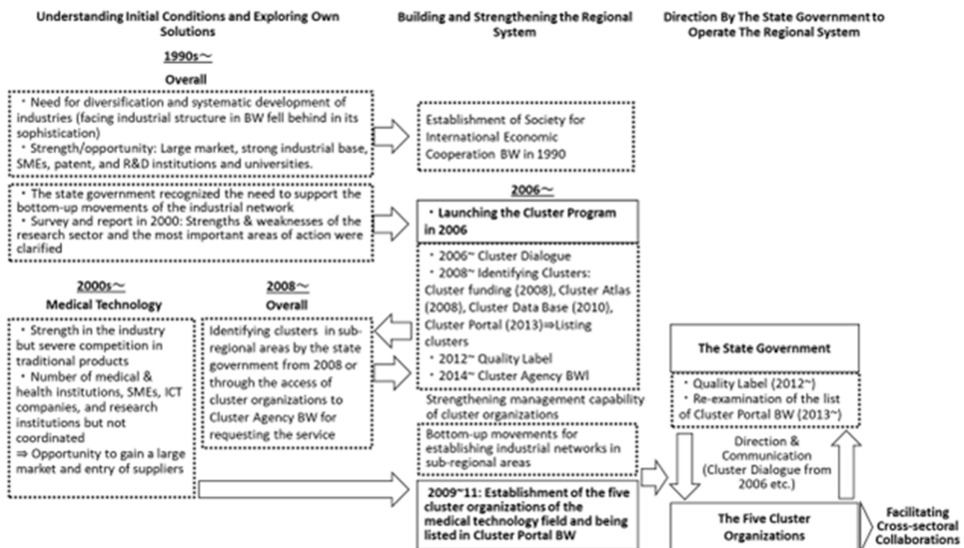 Understanding Initial Conditions and Exploring Own
Solutions
1990s～
Overall
・Need for diversification and systematic development of
industries (facing industrial structure in BW fell behind in its
sophistication)
・Strength/opportunity: Large market, strong industrial base,
SMEs, patent, and R&D institutions and universities.
・The state government recognized the need to support the
bottom-up movements of the industrial network
・Survey and report in 2000: Strengths & weaknesses of the
research sector and the most important areas of action were
clarified
2000s～
Medical Technology
・Strength in the industry
but severe competition in
traditional products
・Number of medical &
health institutions, SMEs, ICT
companies, and research
institutions but not
coordinated
⇒ Opportunity to gain a large
market and entry of suppliers
2008～
Overall
Identifying clusters in sub-
regional areas by the state
government from 2008 or
through the access of
cluster organizations to
Cluster Agency BW for
requesting the service
Building and Strengthening the Regional
System
Establishment of Society for
International Economic
Cooperation BW in 1990
2006～
・Launching the Cluster Program
in 2006
・2006~ Cluster Dialogue
・2008~ Identifying Clusters:
Cluster funding (2008), Cluster Atlas
(2008), Cluster Data Base (2010),
Cluster Portal (2013)⇒Listing
clusters
・2012~ Quality Label
・2014~ Cluster Agency BWl
Strengthening management capability
of cluster organizations
Bottom-up movements for
establishing industrial networks in
sub-regional areas
2009~11: Establishment of the five
cluster organizations of the
medical technology field and being
listed in Cluster Portal BW
Direction By The State Government to
Operate The Regional System
The State Government
・Quality Label (2012~)
・Re-examination of the list
of Cluster Portal BW (2013~)
Direction &
Communication
(Cluster Dialogue from
2006 etc.)
The Five Cluster
Organizations
Facilitating
Cross-sectoral
Collaborations